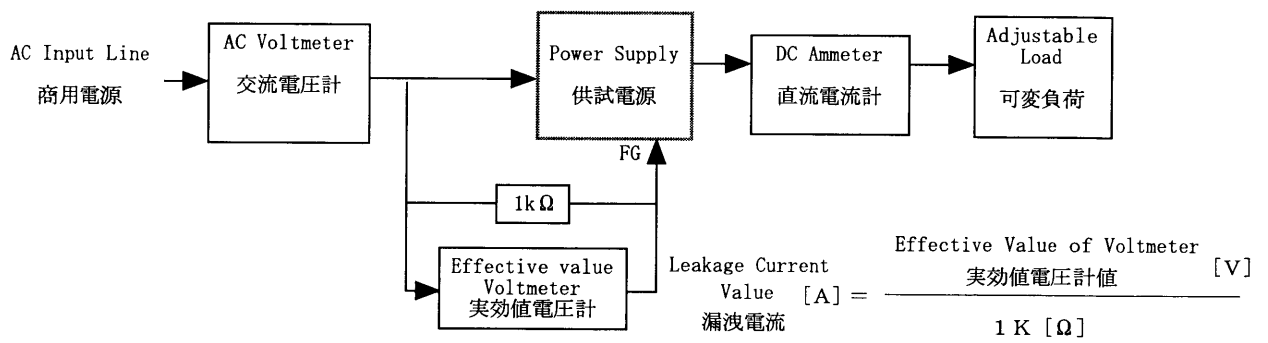 AC Input Line
商用電源
AC Voltmeter
交流電圧計
Power Supply
供試電源
DC Ammeter
直流電流計
Adjustable
Load
可変負荷
FG
1kΩ
Effective value
Voltmeter
実効値電圧計
Leakage Current
Value [A] =
漏洩電流
Effective Value of Voltmeter
実効値電圧計値 [V]
1 K [Ω]